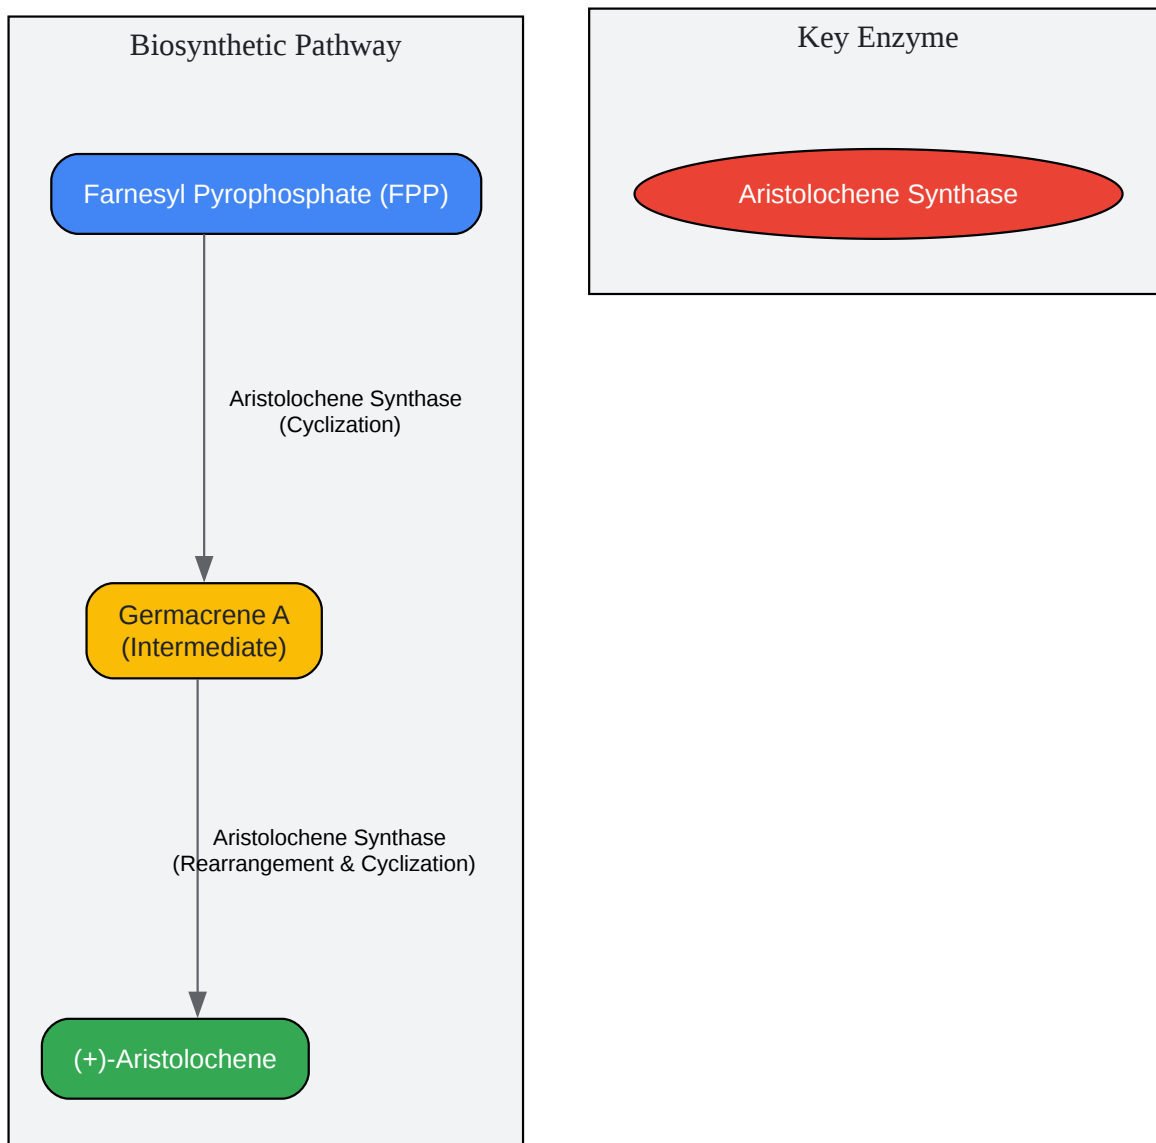 Biosynthetic Pathway
Farnesyl Pyrophosphate (FPP)
Aristolochene Synthase
(Cyclization)
Germacrene A
(Intermediate)
Aristolochene Synthase
(Rearrangement & Cyclization)
(+)-Aristolochene
Key Enzyme
Aristolochene Synthase